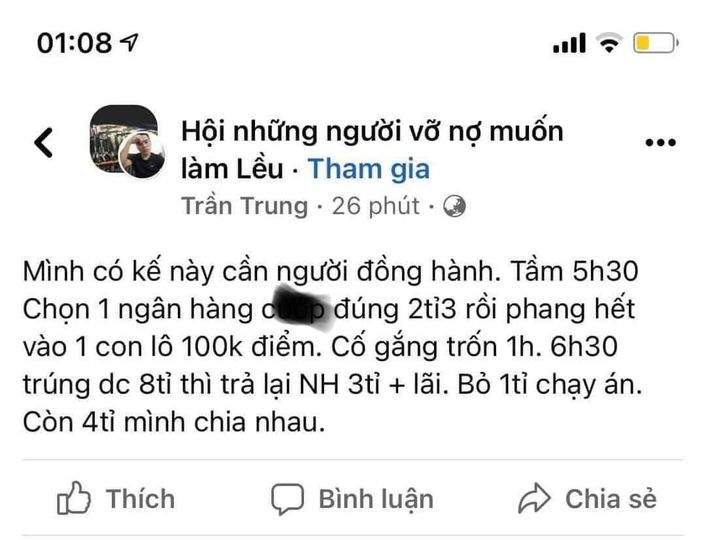 01:08
Hội những người vỡ nợ muốn
làm Lều · Tham gia
Trần Trung · 26 phút ·
Mình có kế này cần người đồng hành. Tầm 5h30
Chọn 1 ngân hàng cướp đúng 2tỉ3 rồi phang hết
vào 1 con lô 100k điểm. Cố gắng trốn 1h. 6h30
trúng dc 8tỉ thì trả lại NH 3tỉ + lãi. Bỏ 1tỉ chạy án.
Còn 4tỉ mình chia nhau.
Thích
Bình luận
Chia sẻ